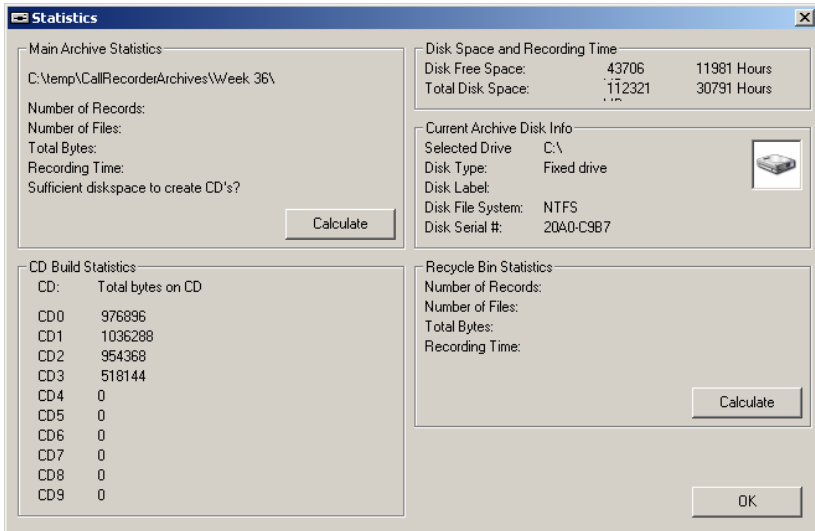 Statistics
Main Archive Statistics
C:\temp\CallRecorderArchives\Week 36\
Number of Records:
Number of Files:
Total Bytes:
Recording Time:
Sufficient diskspace to create CD's?
Calculate
Disk Space and Recording Time
Disk Free Space: 43706 11981 Hours
Total Disk Space: 112321 30791 Hours
Current Archive Disk Info
Selected Drive C:\
Disk Type: Fixed drive
Disk Label:
Disk File System: NTFS
Disk Serial #: 20A0-C9B7
CD Build Statistics
CD: Total bytes on CD
CD0 976896
CD1 1036288
CD2 954368
CD3 518144
CD4 0
CD5 0
CD6 0
CD7 0
CD8 0
CD9 0
Recycle Bin Statistics
Number of Records:
Number of Files:
Total Bytes:
Recording Time:
Calculate
OK